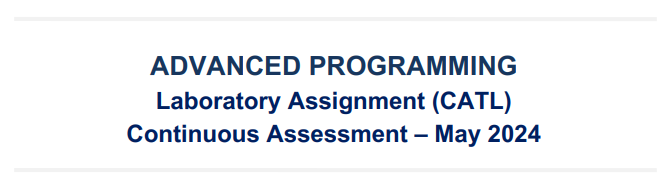 ADVANCED PROGRAMMING
Laboratory Assignment (CATL)
Continuous Assessment – May 2024